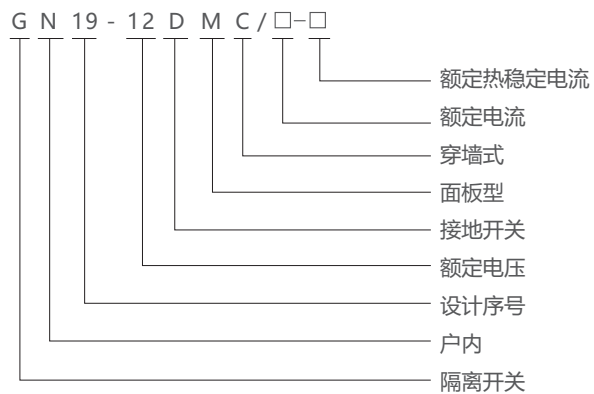 G N 19 - 12 D M C / □-□
额定热稳定电流
额定电流
穿墙式
面板型
接地开关
额定电压
设计序号
户内
隔离开关